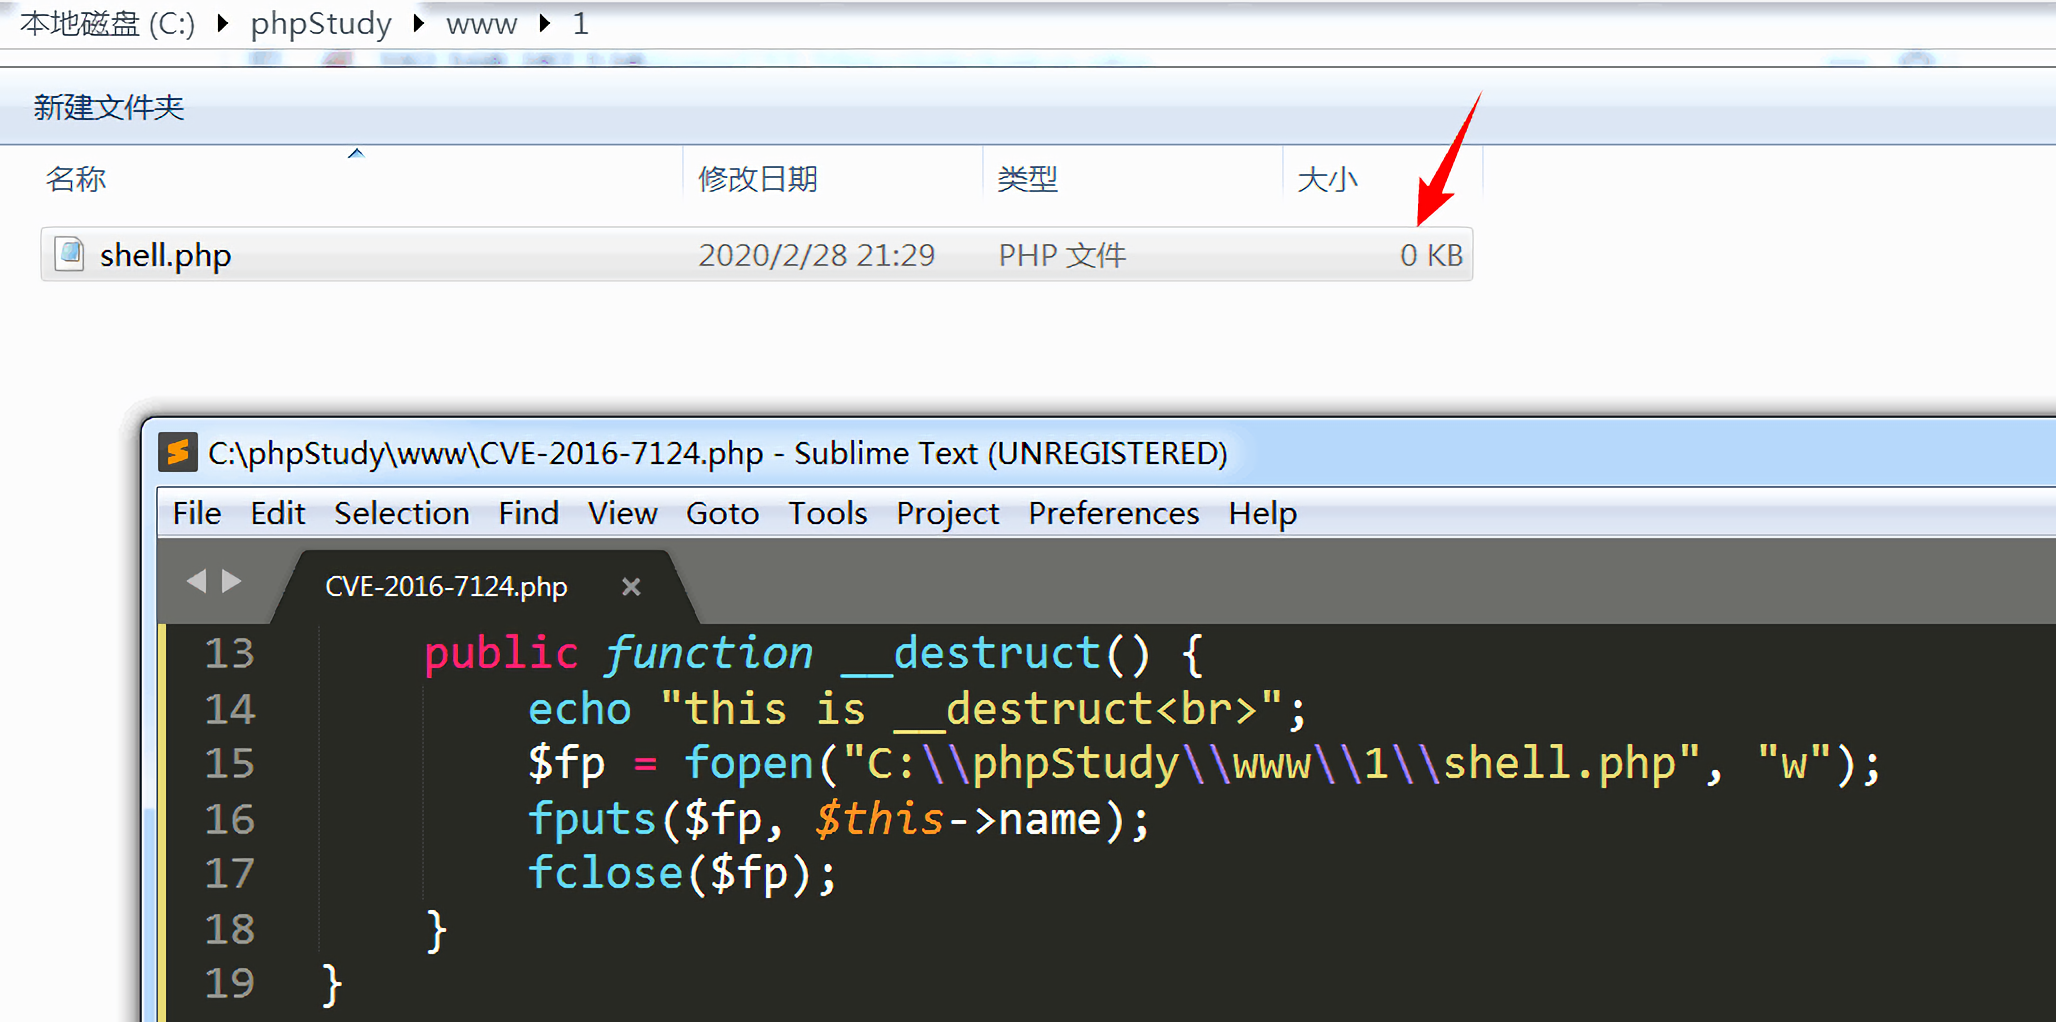 本地磁盘 (C:) ▸ phpStudy ▸ www ▸ 1
新建文件夹
名称 修改日期 类型 大小
shell.php 2020/2/28 21:29 PHP 文件 0 KB
C:\phpStudy\www\CVE-2016-7124.php - Sublime Text (UNREGISTERED)
File Edit Selection Find View Goto Tools Project Preferences Help
CVE-2016-7124.php ×
13 public function __destruct() {
14 echo "this is __destruct<br>";
15 $fp = fopen("C:\\phpStudy\\www\\1\\shell.php", "w");
16 fputs($fp, $this->name);
17 fclose($fp);
18 }
19 }